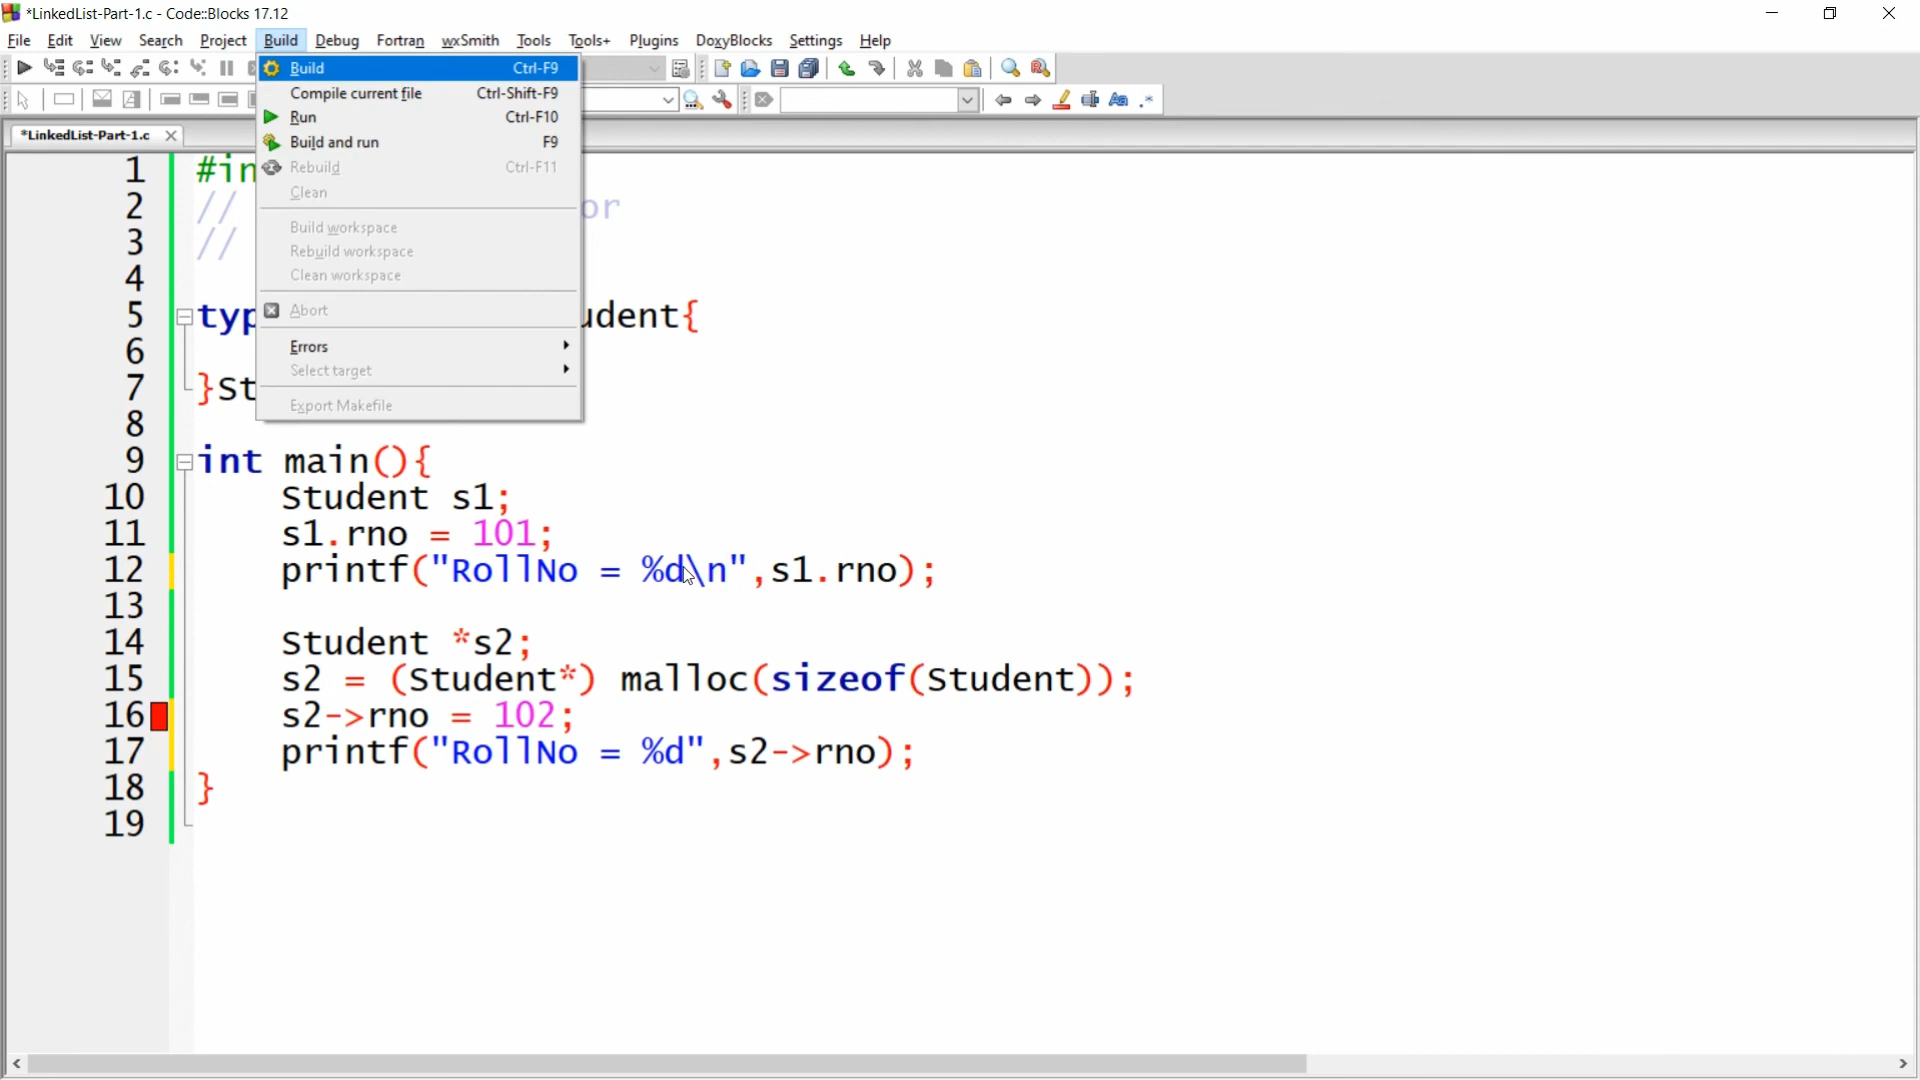 *LinkedList-Part-1.c - Code::Blocks 17.12
File Edit View Search Project Build Debug Fortran wxSmith Tools Tools+ Plugins DoxyBlocks Settings Help
Build Ctrl-F9
Compile current file Ctrl-Shift-F9
Run Ctrl-F10
Build and run F9
Rebuild Ctrl-F11
Clean
Build workspace
Rebuild workspace
Clean workspace
Abort
Errors
Select target
Export Makefile
*LinkedList-Part-1.c
1 #in
2 // or
3 //
4
5 typ udent{
6
7 }St
8
9 int main(){
10 Student s1;
11 s1.rno = 101;
12 printf("RollNo = %d\n",s1.rno);
13
14 Student *s2;
15 s2 = (Student*) malloc(sizeof(Student));
16 s2->rno = 102;
17 printf("RollNo = %d",s2->rno);
18 }
19